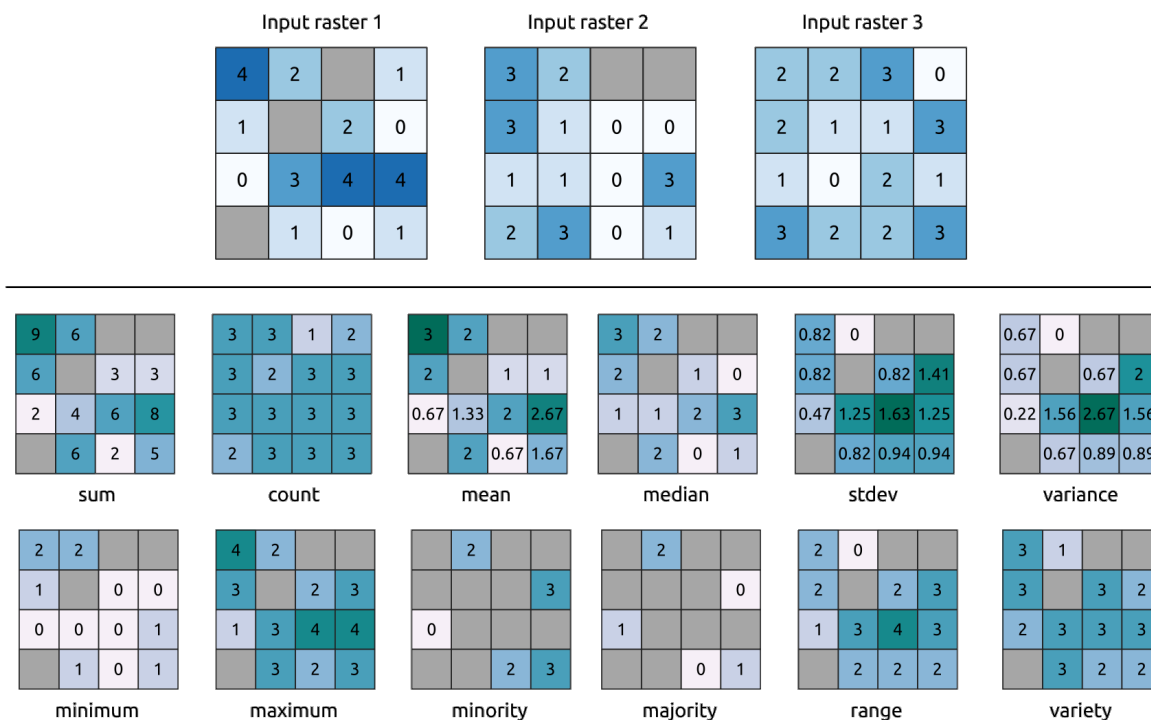 Input raster 1 Input raster 2 Input raster 3
4 2 1 3 2 2 2 3 0
1 2 0 3 1 0 0 2 1 1 3
0 3 4 4 1 1 0 3 1 0 2 1
1 0 1 2 3 0 1 3 2 2 3
9 6 3 3 1 2 3 2 3 2 0.82 0 0.67 0
6 3 3 3 2 3 3 2 1 1 2 1 0 0.82 0.82 1.41 0.67 0.67 2
2 4 6 8 3 3 3 3 0.67 1.33 2 2.67 1 1 2 3 0.47 1.25 1.63 1.25 0.22 1.56 2.67 1.56
6 2 5 2 3 3 3 2 0.67 1.67 2 0 1 0.82 0.94 0.94 0.67 0.89 0.89
sum count mean median stdev variance
2 2 4 2 2 2 2 0 3 1
1 0 0 3 2 3 3 0 2 2 3 3 3 2
0 0 0 1 1 3 4 4 0 1 1 3 4 3 2 3 3 3
1 0 1 3 2 3 2 3 0 1 2 2 2 3 2 2
minimum maximum minority majority range variety